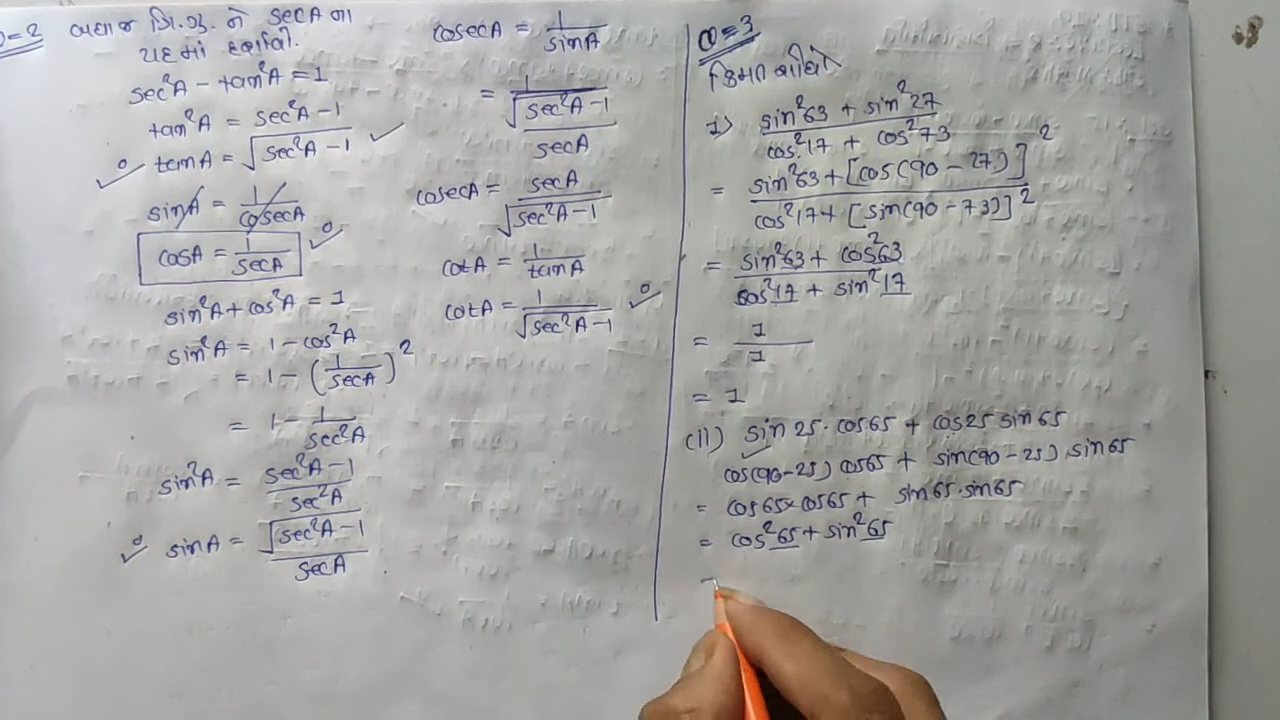 Q=2 બધા જ ત્રિ.ગુ. ને secA ના
પદમાં દર્શાવો.
sec²A - tan²A = 1
tan²A = sec²A - 1
tanA = √(sec²A - 1)
sinA = 1/cosecA
cosA = 1/secA
sin²A + cos²A = 1
sin²A = 1 - cos²A
= 1 - (1/secA)²
= 1 - 1/sec²A
sin²A = (sec²A - 1)/sec²A
sinA = √(sec²A - 1)/secA
cosecA = 1/sinA
= 1/(√(sec²A - 1)/secA)
cosecA = secA/√(sec²A - 1)
cotA = 1/tanA
cotA = 1/√(sec²A - 1)
Q=3
કિંમત શોધો
I) (sin²63 + sin²27)/(cos²17 + cos²73)
= (sin²63 + [cos(90 - 27)]²)/(cos²17 + [sin(90 - 73)]²)
= (sin²63 + cos²63)/(cos²17 + sin²17)
= 1/1
= 1
(II) sin25·cos65 + cos25·sin65
cos(90-25) cos65 + sin(90-25)·sin65
= cos65×cos65 + sin65·sin65
= cos²65 + sin²65